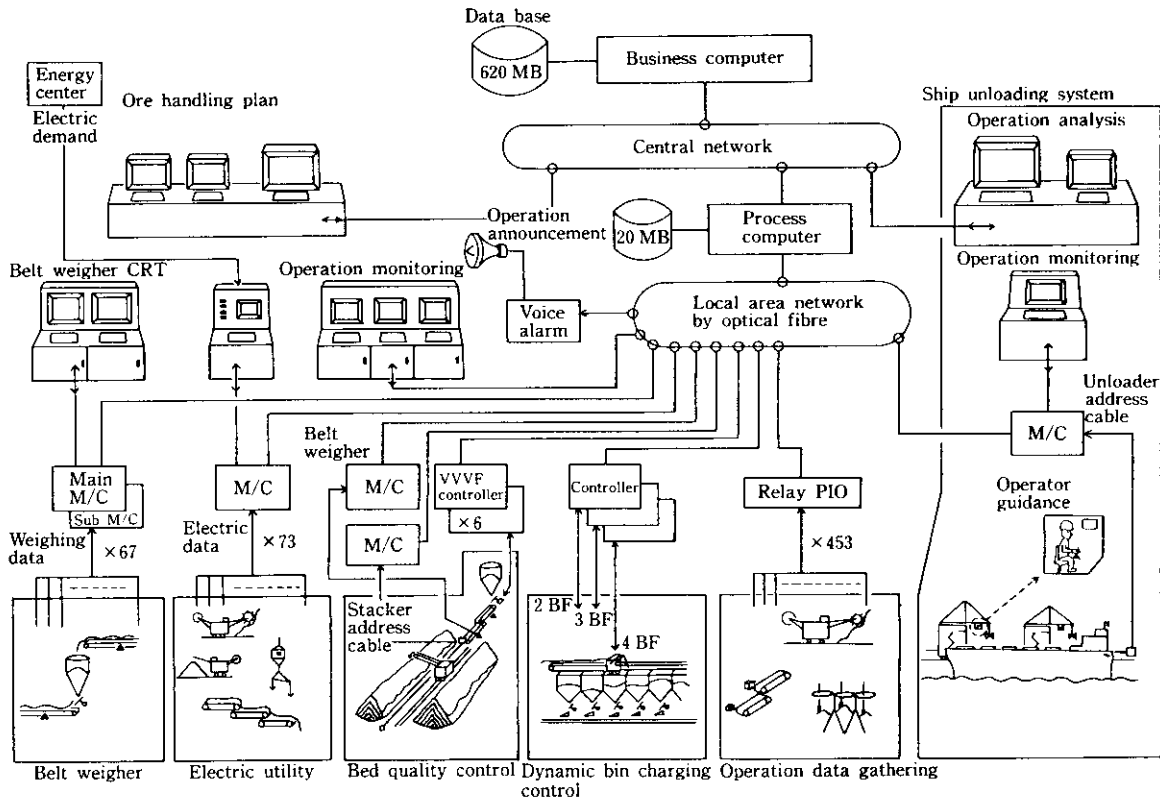 Data base
620 MB
Business computer
Energy
center
Electric
demand
Ore handling plan
Ship unloading system
Operation analysis
Central network
Operation
announcement
20 MB
Process
computer
Belt weigher CRT
Operation monitoring
Operation monitoring
Voice
alarm
Local area network
by optical fibre
Unloader
address
cable
M/C
Belt
weigher
Main
M/C
Sub M/C
M/C
M/C
VVVF
controller
×6
Controller
Relay PIO
Operator
guidance
Weighing
data
×67
Electric
data
×73
M/C
×453
Stacker
address
cable
2 BF
3 BF
4 BF
Belt weigher
Electric utility
Bed quality control
Dynamic bin charging
control
Operation data gathering